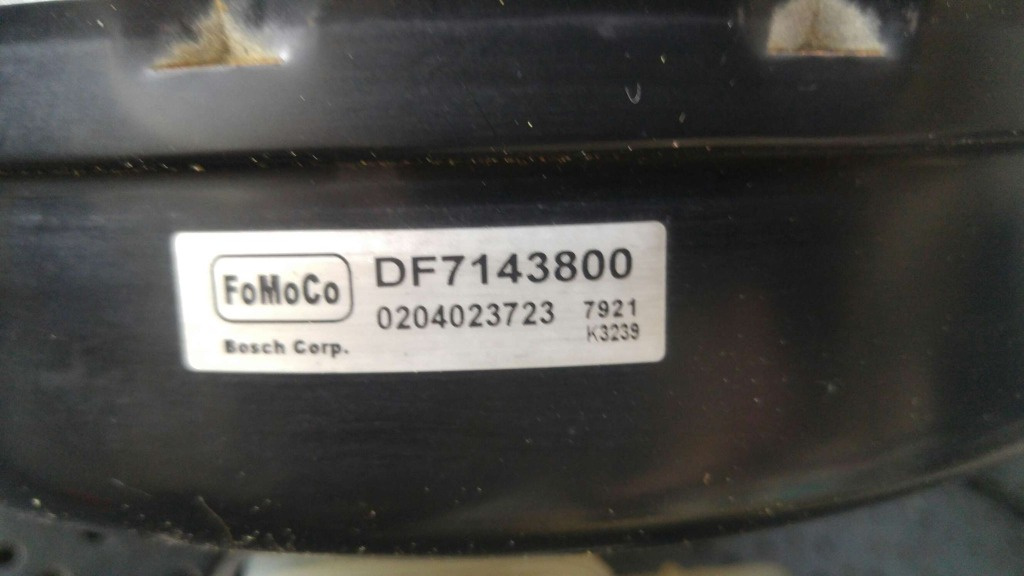 FoMoCo
DF7143800
0204023723 7921
K3239
Bosch Corp.